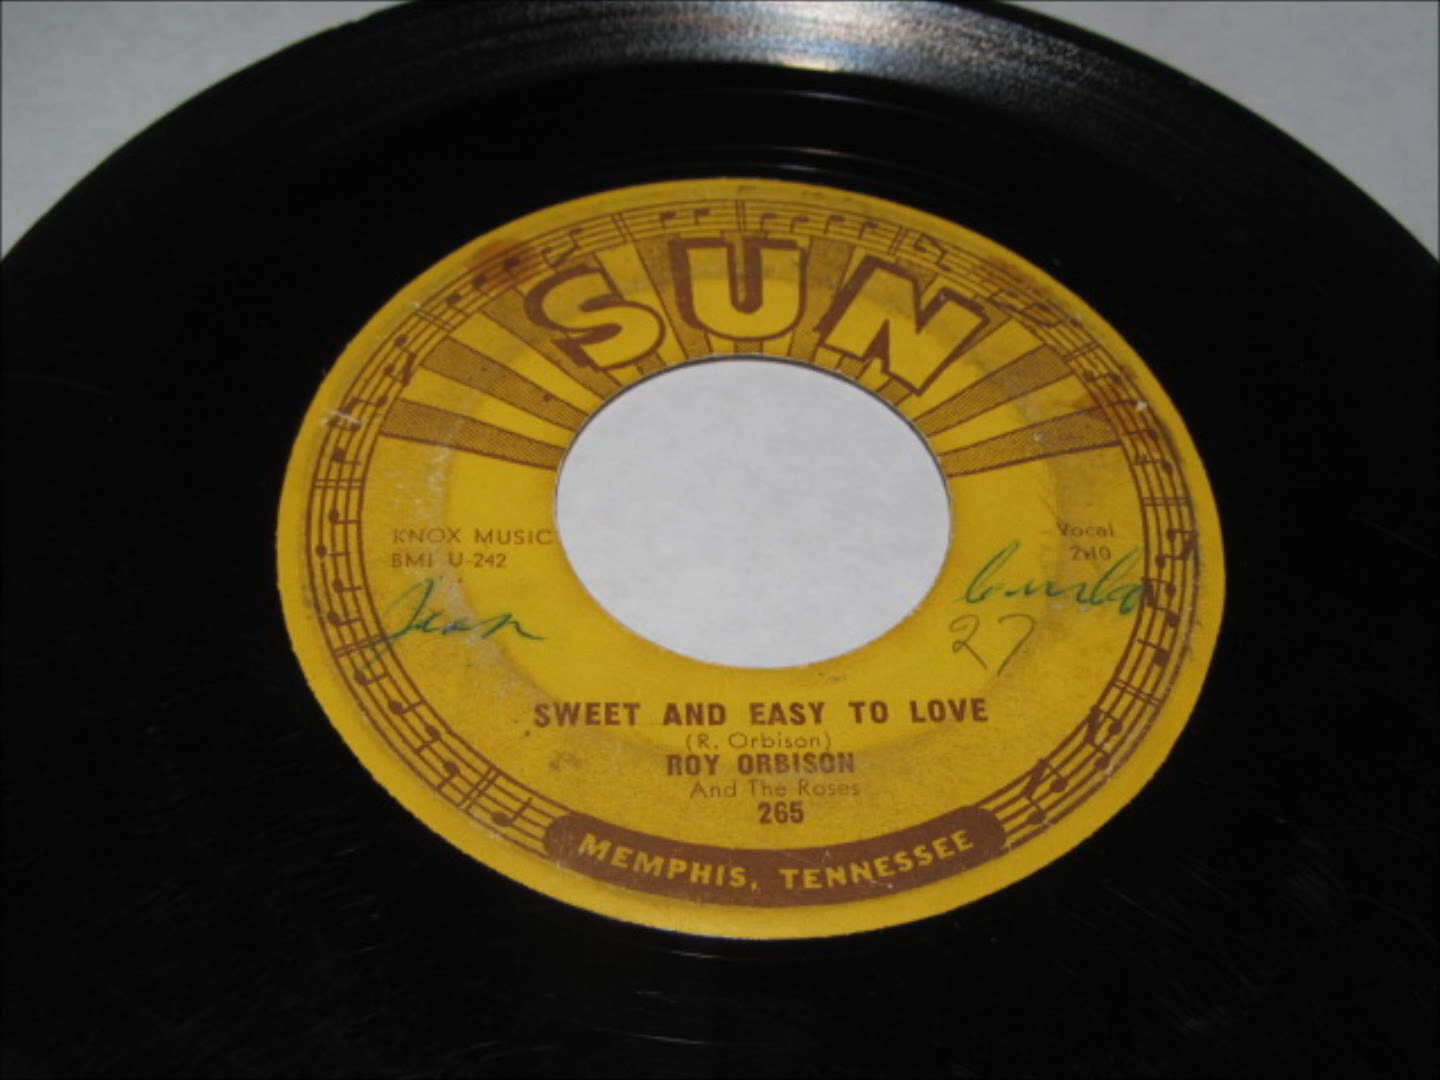 SUN
KNOX MUSIC
BMI U-242
Vocal
2:10
Jean
27
SWEET AND EASY TO LOVE
(R. Orbison)
ROY ORBISON
And The Roses
265
MEMPHIS, TENNESSEE